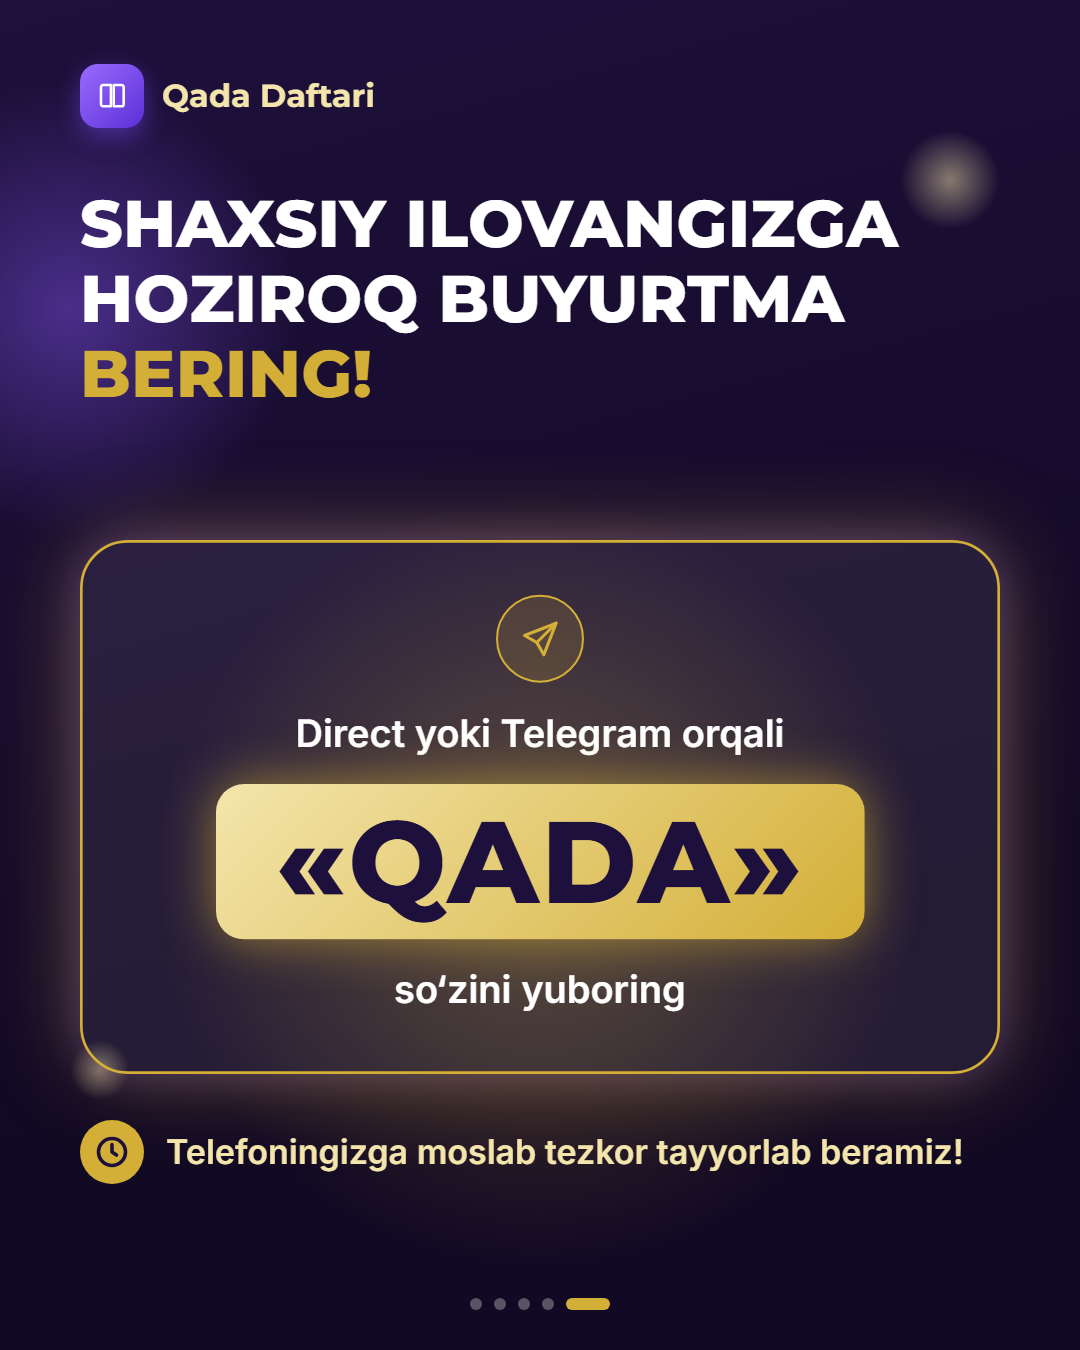 Qada Daftari
SHAXSIY ILOVANGIZGA
HOZIROQ BUYURTMA
BERING!
Direct yoki Telegram orqali
«QADA»
so‘zini yuboring
Telefoningizga moslab tezkor tayyorlab beramiz!